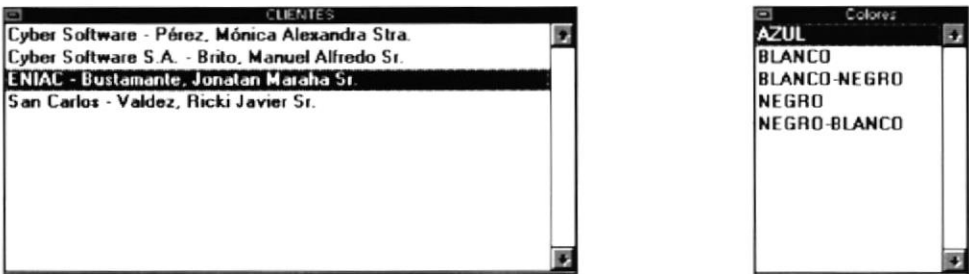 CLIENTES
Cyber Software - Pérez, Mónica Alexandra Stra.
Cyber Software S.A. - Brito, Manuel Alfredo Sr.
ENIAC - Bustamante, Jonatan Maraha Sr.
San Carlos - Valdez, Ricki Javier Sr.
Colores
AZUL
BLANCO
BLANCO-NEGRO
NEGRO
NEGRO-BLANCO